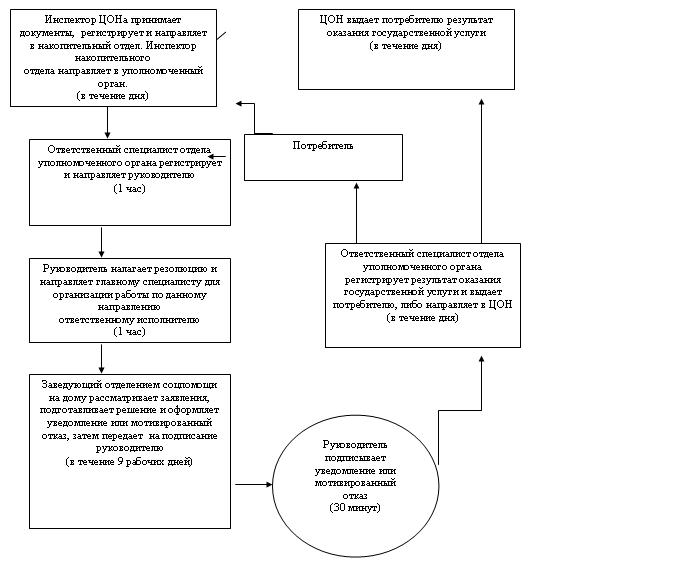 Инспектор ЦОНа принимает
документы, регистрирует и направляет
в накопительный отдел. Инспектор
накопительного
отдела направляет в уполномоченный
орган.
(в течение дня)
ЦОН выдает потребителю результат
оказания государственной услуги
(в течение дня)
Потребитель
Ответственный специалист отдела
уполномоченного органа регистрирует
и направляет руководителю
(1 час)
Руководитель налагает резолюцию и
направляет главному специалисту для
организации работы по данному
направлению
ответственному исполнителю
(1 час)
Ответственный специалист отдела
уполномоченного органа
регистрирует результат оказания
государственной услуги и выдает
потребителю, либо направляет в ЦОН
(в течение дня)
Заведующий отделением соцпомощи
на дому рассматривает заявления,
подготавливает решение и оформляет
уведомление или мотивированный
отказ, затем передает на подписание
руководителю
(в течение 9 рабочих дней)
Руководитель
подписывает
уведомление или
мотивированный
отказ
(30 минут)